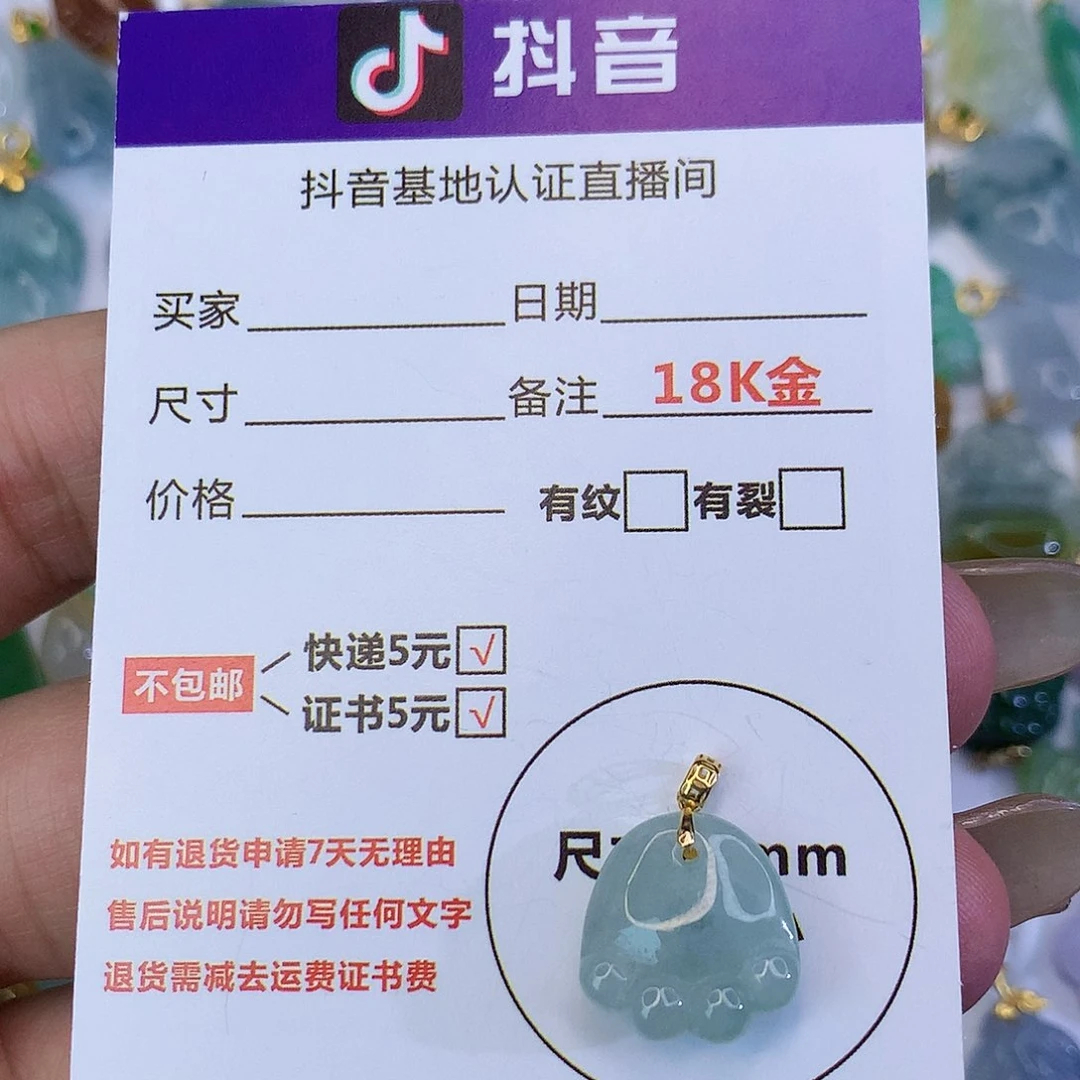 抖音
抖音基地认证直播间
买家 日期
尺寸 备注 18K金
价格 有纹 有裂
不包邮
快递5元 √
证书5元 √
如有退货申请7天无理由
售后说明请勿写任何文字
退货需减去运费证书费
尺 mm